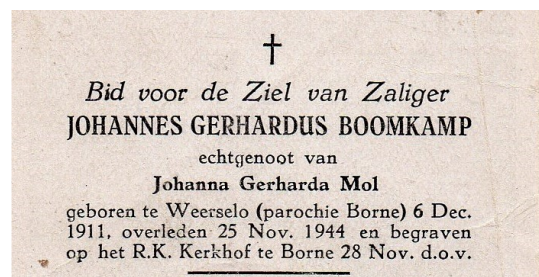 Bid voor de Ziel van Zaliger
JOHANNES GERHARDUS BOOMKAMP
echtgenoot van
Johanna Gerharda Mol
geboren te Weerselo (parochie Borne) 6 Dec.
1911, overleden 25 Nov. 1944 en begraven
op het R.K. Kerkhof te Borne 28 Nov. d.o.v.